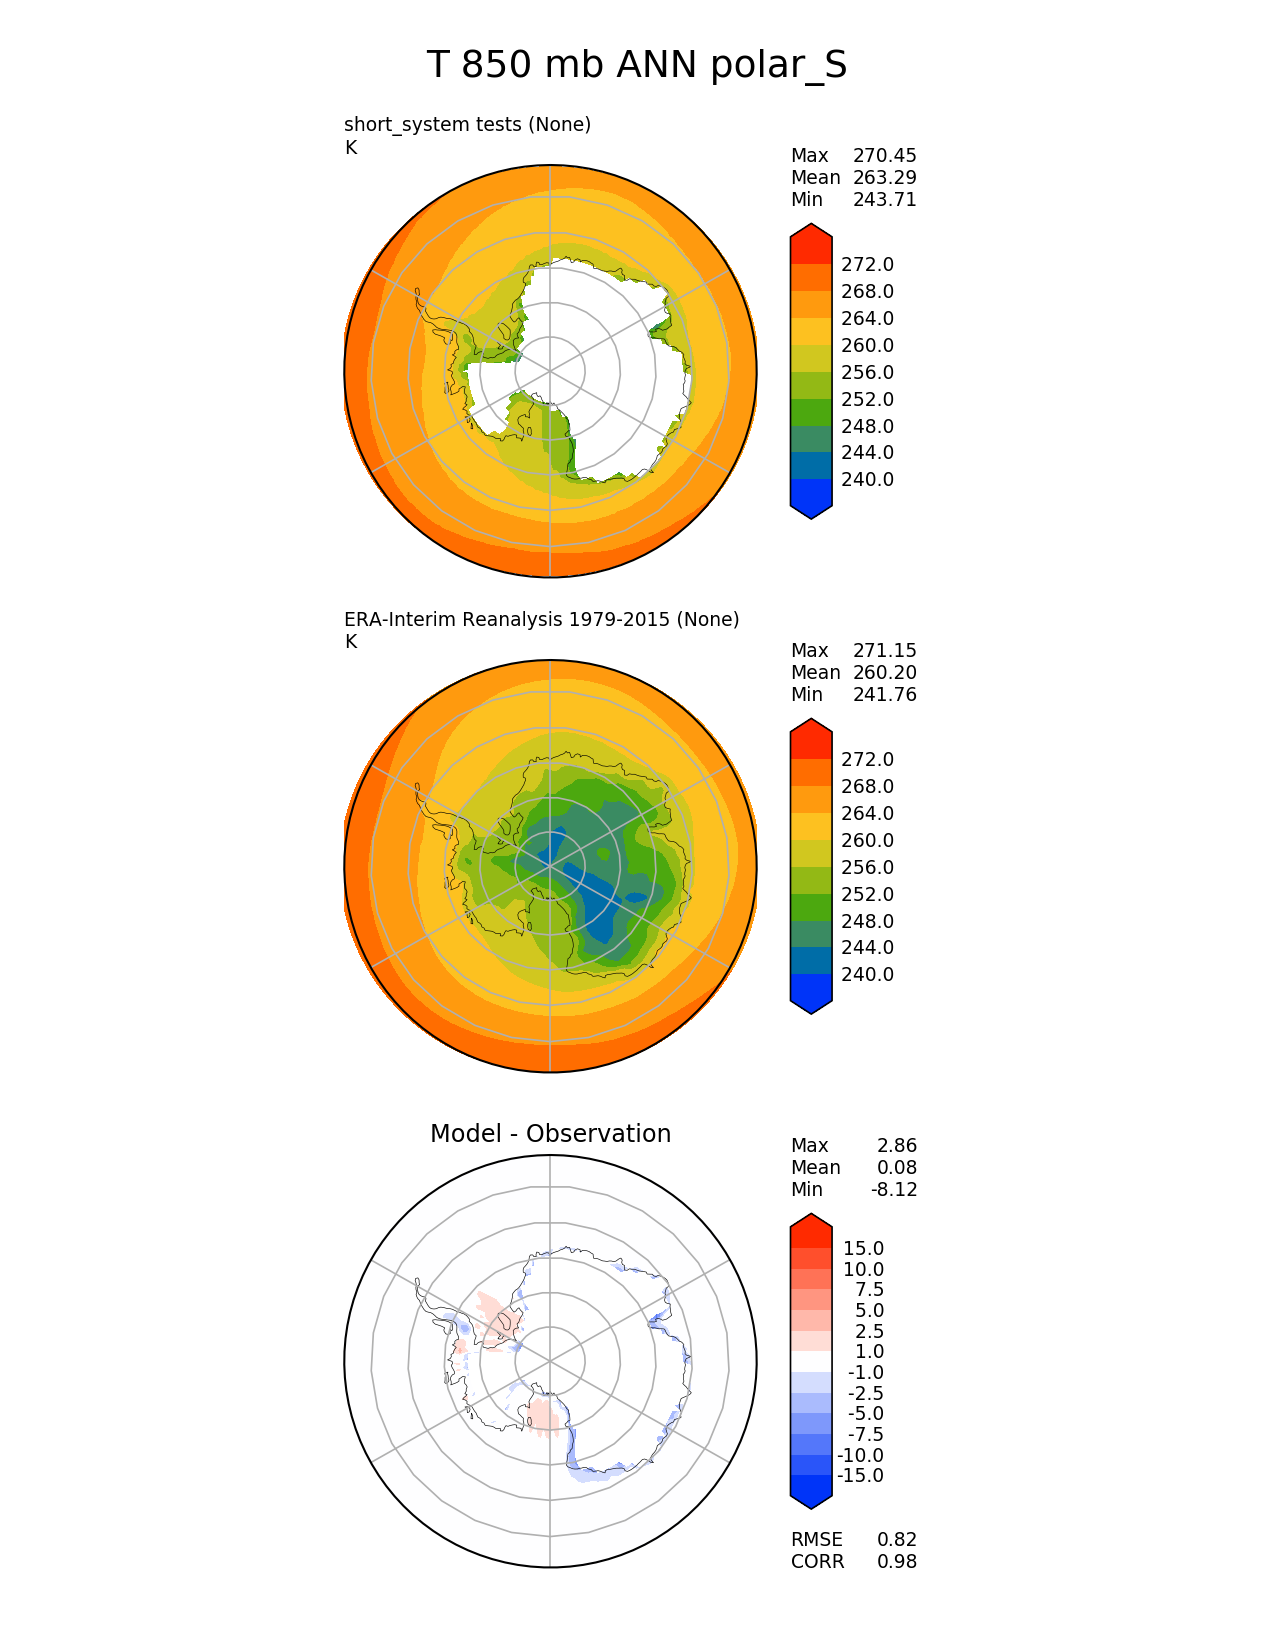 T 850 mb ANN polar_S
short_system tests (None)
K
Max 270.45
Mean 263.29
Min 243.71
272.0
268.0
264.0
260.0
256.0
252.0
248.0
244.0
240.0
ERA-Interim Reanalysis 1979-2015 (None)
K
Max 271.15
Mean 260.20
Min 241.76
272.0
268.0
264.0
260.0
256.0
252.0
248.0
244.0
240.0
Model - Observation
Max 2.86
Mean 0.08
Min -8.12
15.0
10.0
7.5
5.0
2.5
1.0
-1.0
-2.5
-5.0
-7.5
-10.0
-15.0
RMSE 0.82
CORR 0.98